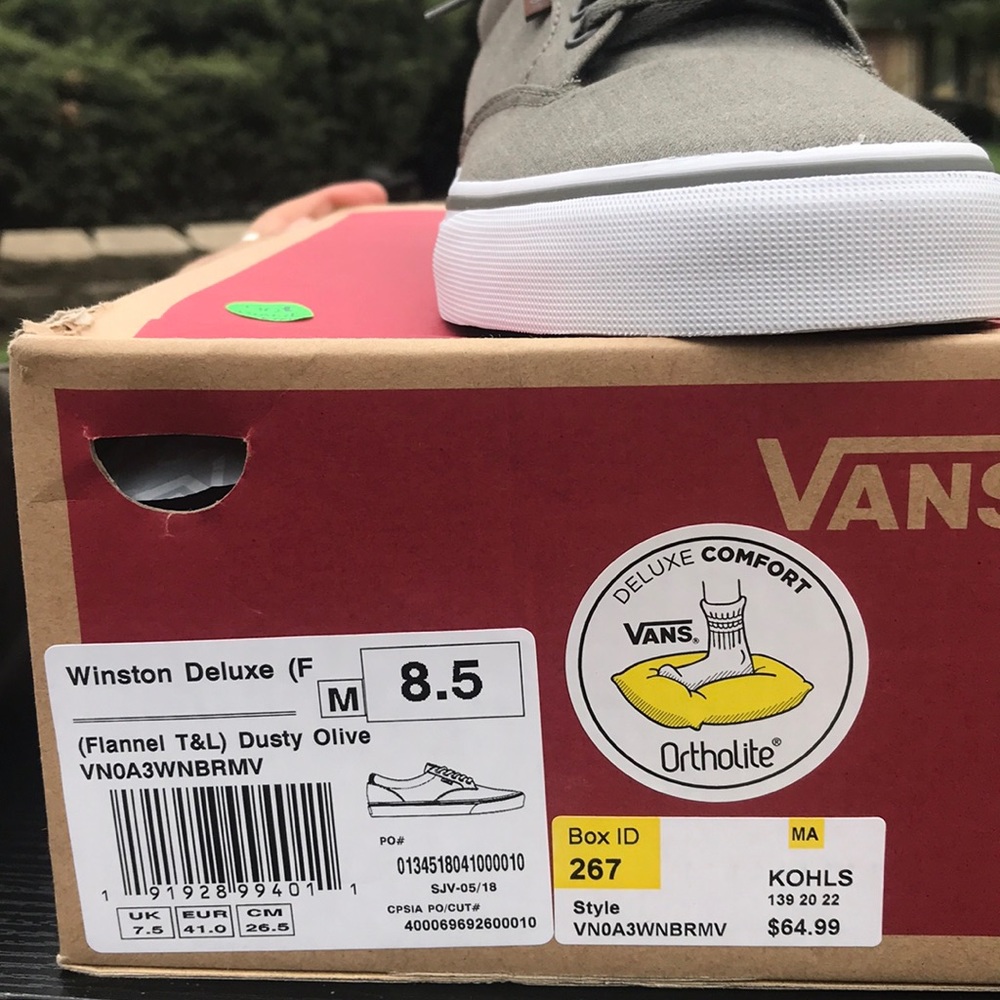 VANS
DELUXE COMFORT
VANS®
Ortholite®
Winston Deluxe (F
M
8.5
(Flannel T&L) Dusty Olive
VN0A3WNBRMV
1 91928 99401 1
PO#
0134518041000010
SJV-05/18
CPSIA PO/CUT#
400069692600010
UK
7.5
EUR
41.0
CM
26.5
Box ID
267
MA
KOHLS
139 20 22
Style
VN0A3WNBRMV
$64.99